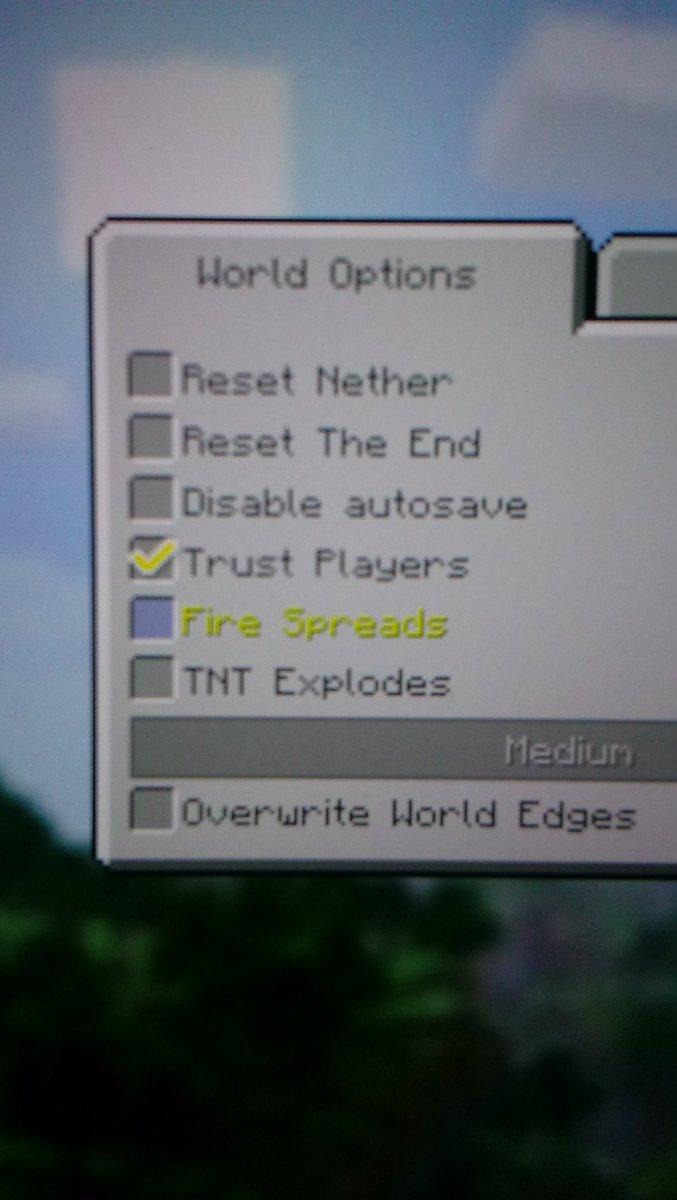 World Options
Reset Nether
Reset The End
Disable autosave
Trust Players
Fire Spreads
TNT Explodes
Medium
Overwrite World Edges